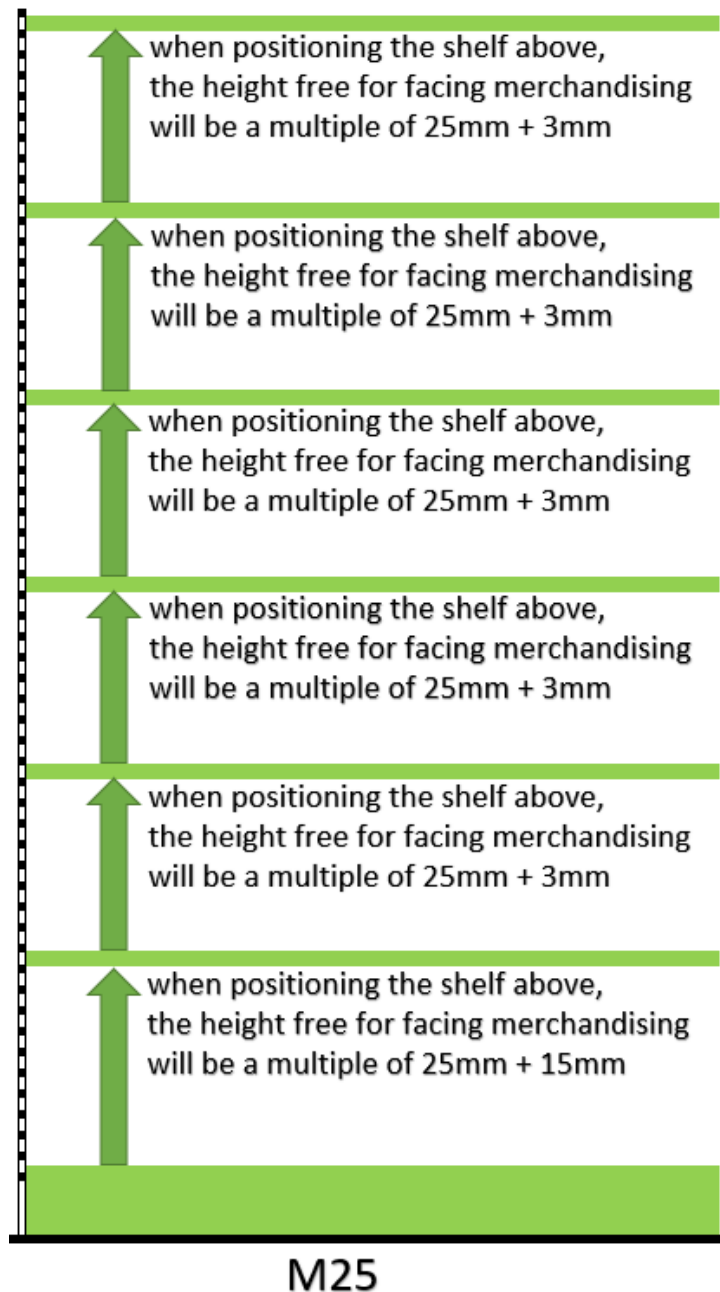 when positioning the shelf above,
the height free for facing merchandising
will be a multiple of 25mm + 3mm
when positioning the shelf above,
the height free for facing merchandising
will be a multiple of 25mm + 3mm
when positioning the shelf above,
the height free for facing merchandising
will be a multiple of 25mm + 3mm
when positioning the shelf above,
the height free for facing merchandising
will be a multiple of 25mm + 3mm
when positioning the shelf above,
the height free for facing merchandising
will be a multiple of 25mm + 3mm
when positioning the shelf above,
the height free for facing merchandising
will be a multiple of 25mm + 15mm
M25